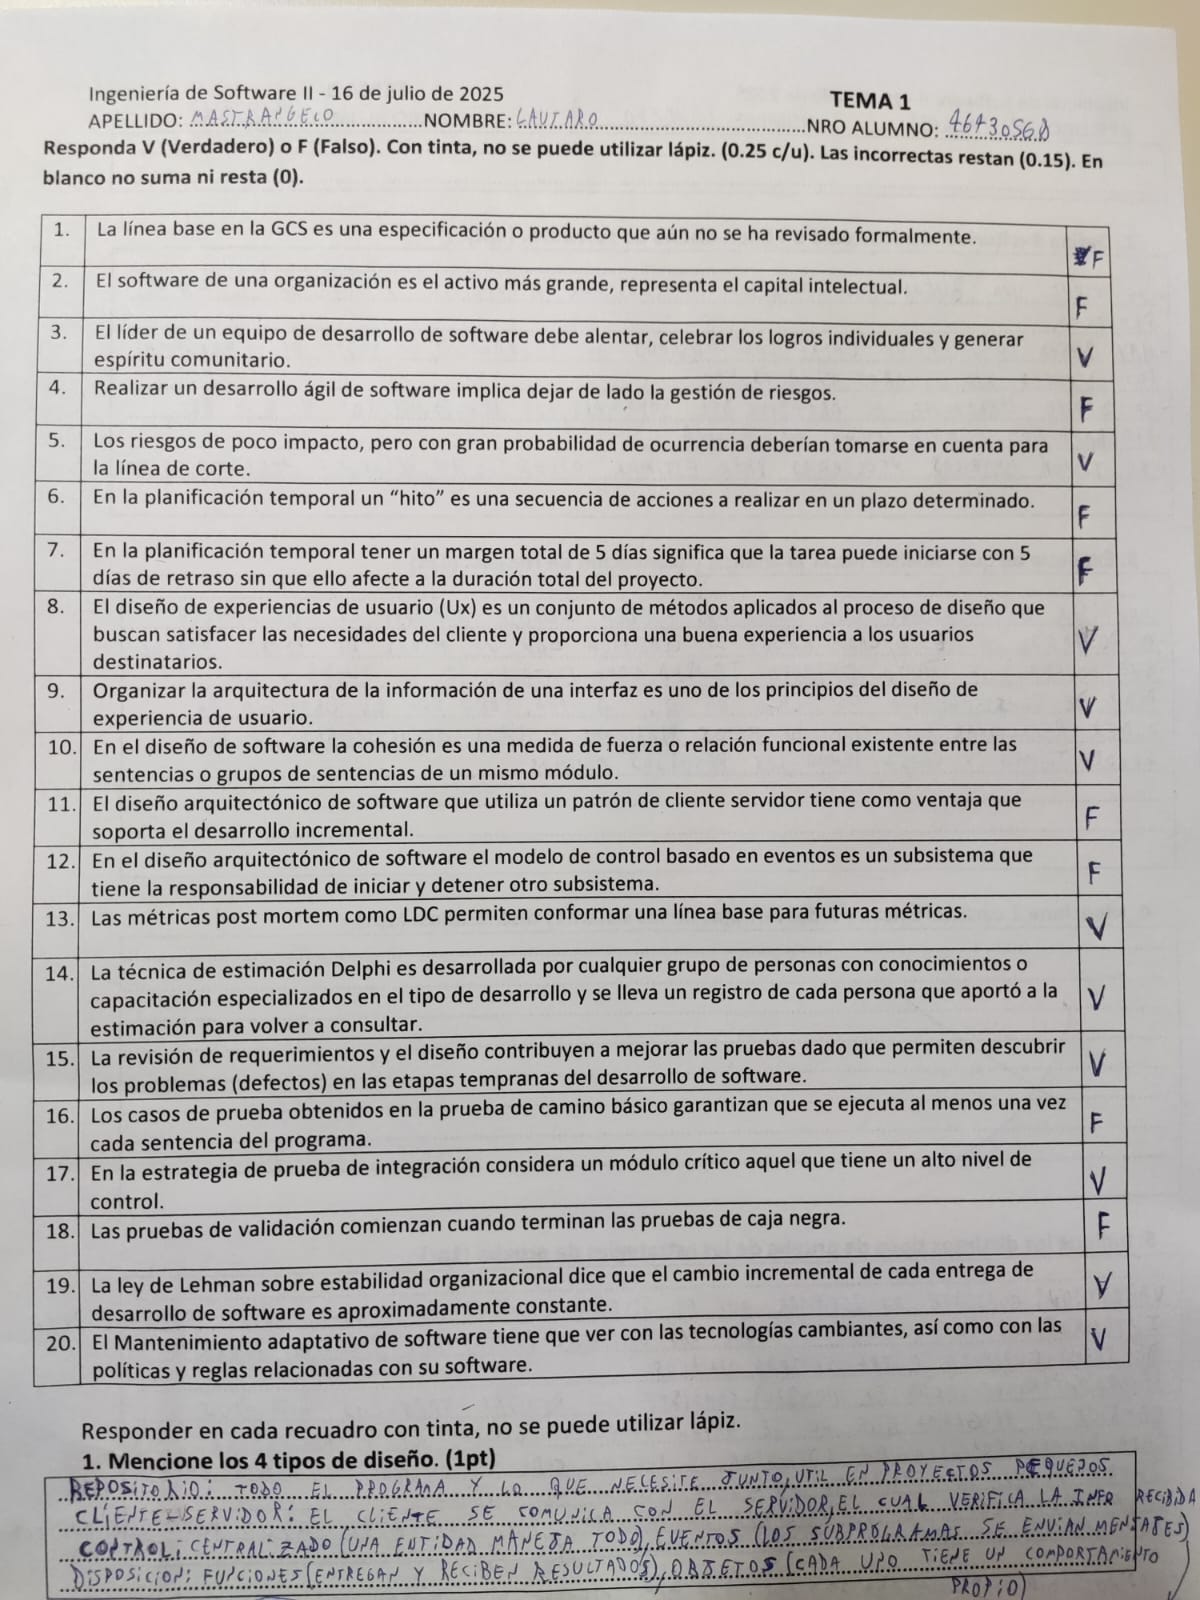 Ingeniería de Software II - 16 de julio de 2025
TEMA 1
APELLIDO: MASTRANGELO NOMBRE: LAUTARO NRO ALUMNO:
Responda V (Verdadero) o F (Falso). Con tinta, no se puede utilizar lápiz. (0.25 c/u). Las incorrectas restan (0.15). En
blanco no suma ni resta (0).
1. La línea base en la GCS es una especificación o producto que aún no se ha revisado formalmente. F
2. El software de una organización es el activo más grande, representa el capital intelectual. F
3. El líder de un equipo de desarrollo de software debe alentar, celebrar los logros individuales y generar
espíritu comunitario. V
4. Realizar un desarrollo ágil de software implica dejar de lado la gestión de riesgos. F
5. Los riesgos de poco impacto, pero con gran probabilidad de ocurrencia deberían tomarse en cuenta para
la línea de corte. V
6. En la planificación temporal un “hito” es una secuencia de acciones a realizar en un plazo determinado. F
7. En la planificación temporal tener un margen total de 5 días significa que la tarea puede iniciarse con 5
días de retraso sin que ello afecte a la duración total del proyecto. F
8. El diseño de experiencias de usuario (Ux) es un conjunto de métodos aplicados al proceso de diseño que
buscan satisfacer las necesidades del cliente y proporciona una buena experiencia a los usuarios
destinatarios. V
9. Organizar la arquitectura de la información de una interfaz es uno de los principios del diseño de
experiencia de usuario. V
10. En el diseño de software la cohesión es una medida de fuerza o relación funcional existente entre las
sentencias o grupos de sentencias de un mismo módulo. V
11. El diseño arquitectónico de software que utiliza un patrón de cliente servidor tiene como ventaja que
soporta el desarrollo incremental. F
12. En el diseño arquitectónico de software el modelo de control basado en eventos es un subsistema que
tiene la responsabilidad de iniciar y detener otro subsistema. F
13. Las métricas post mortem como LDC permiten conformar una línea base para futuras métricas. V
14. La técnica de estimación Delphi es desarrollada por cualquier grupo de personas con conocimientos o
capacitación especializados en el tipo de desarrollo y se lleva un registro de cada persona que aportó a la
estimación para volver a consultar. V
15. La revisión de requerimientos y el diseño contribuyen a mejorar las pruebas dado que permiten descubrir
los problemas (defectos) en las etapas tempranas del desarrollo de software. V
16. Los casos de prueba obtenidos en la prueba de camino básico garantizan que se ejecuta al menos una vez
cada sentencia del programa. F
17. En la estrategia de prueba de integración considera un módulo crítico aquel que tiene un alto nivel de
control. V
18. Las pruebas de validación comienzan cuando terminan las pruebas de caja negra. F
19. La ley de Lehman sobre estabilidad organizacional dice que el cambio incremental de cada entrega de
desarrollo de software es aproximadamente constante. V
20. El Mantenimiento adaptativo de software tiene que ver con las tecnologías cambiantes, así como con las
políticas y reglas relacionadas con su software. V
Responder en cada recuadro con tinta, no se puede utilizar lápiz.
1. Mencione los 4 tipos de diseño. (1pt)
REPOSITORIO: TODO EL PROGRAMA Y LO QUE NECESITE JUNTO, UTIL EN PROYECTOS PEQUEÑOS.
CLIENTE-SERVIDOR: EL CLIENTE SE COMUNICA CON EL SERVIDOR, EL CUAL VERIFICA LA INFO RECIBIDA
CONTROL: CENTRALIZADO (UNA ENTIDAD MANEJA TODO), EVENTOS (LOS SUBPROGRAMAS SE ENVIAN MENSAJES)
DISPOSICION: FUNCIONES (ENTREGAN Y RECIBEN RESULTADOS), OBJETOS (CADA UNO TIENE UN COMPORTAMIENTO
PROPIO)